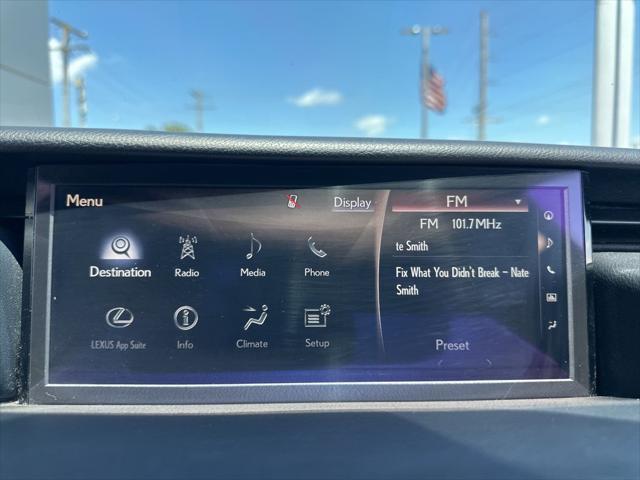 Menu
Display
FM
FM 101.7MHz
te Smith
Fix What You Didn't Break - Nate
Smith
Preset
Destination
Radio
Media
Phone
LEXUS App Suite
Info
Climate
Setup